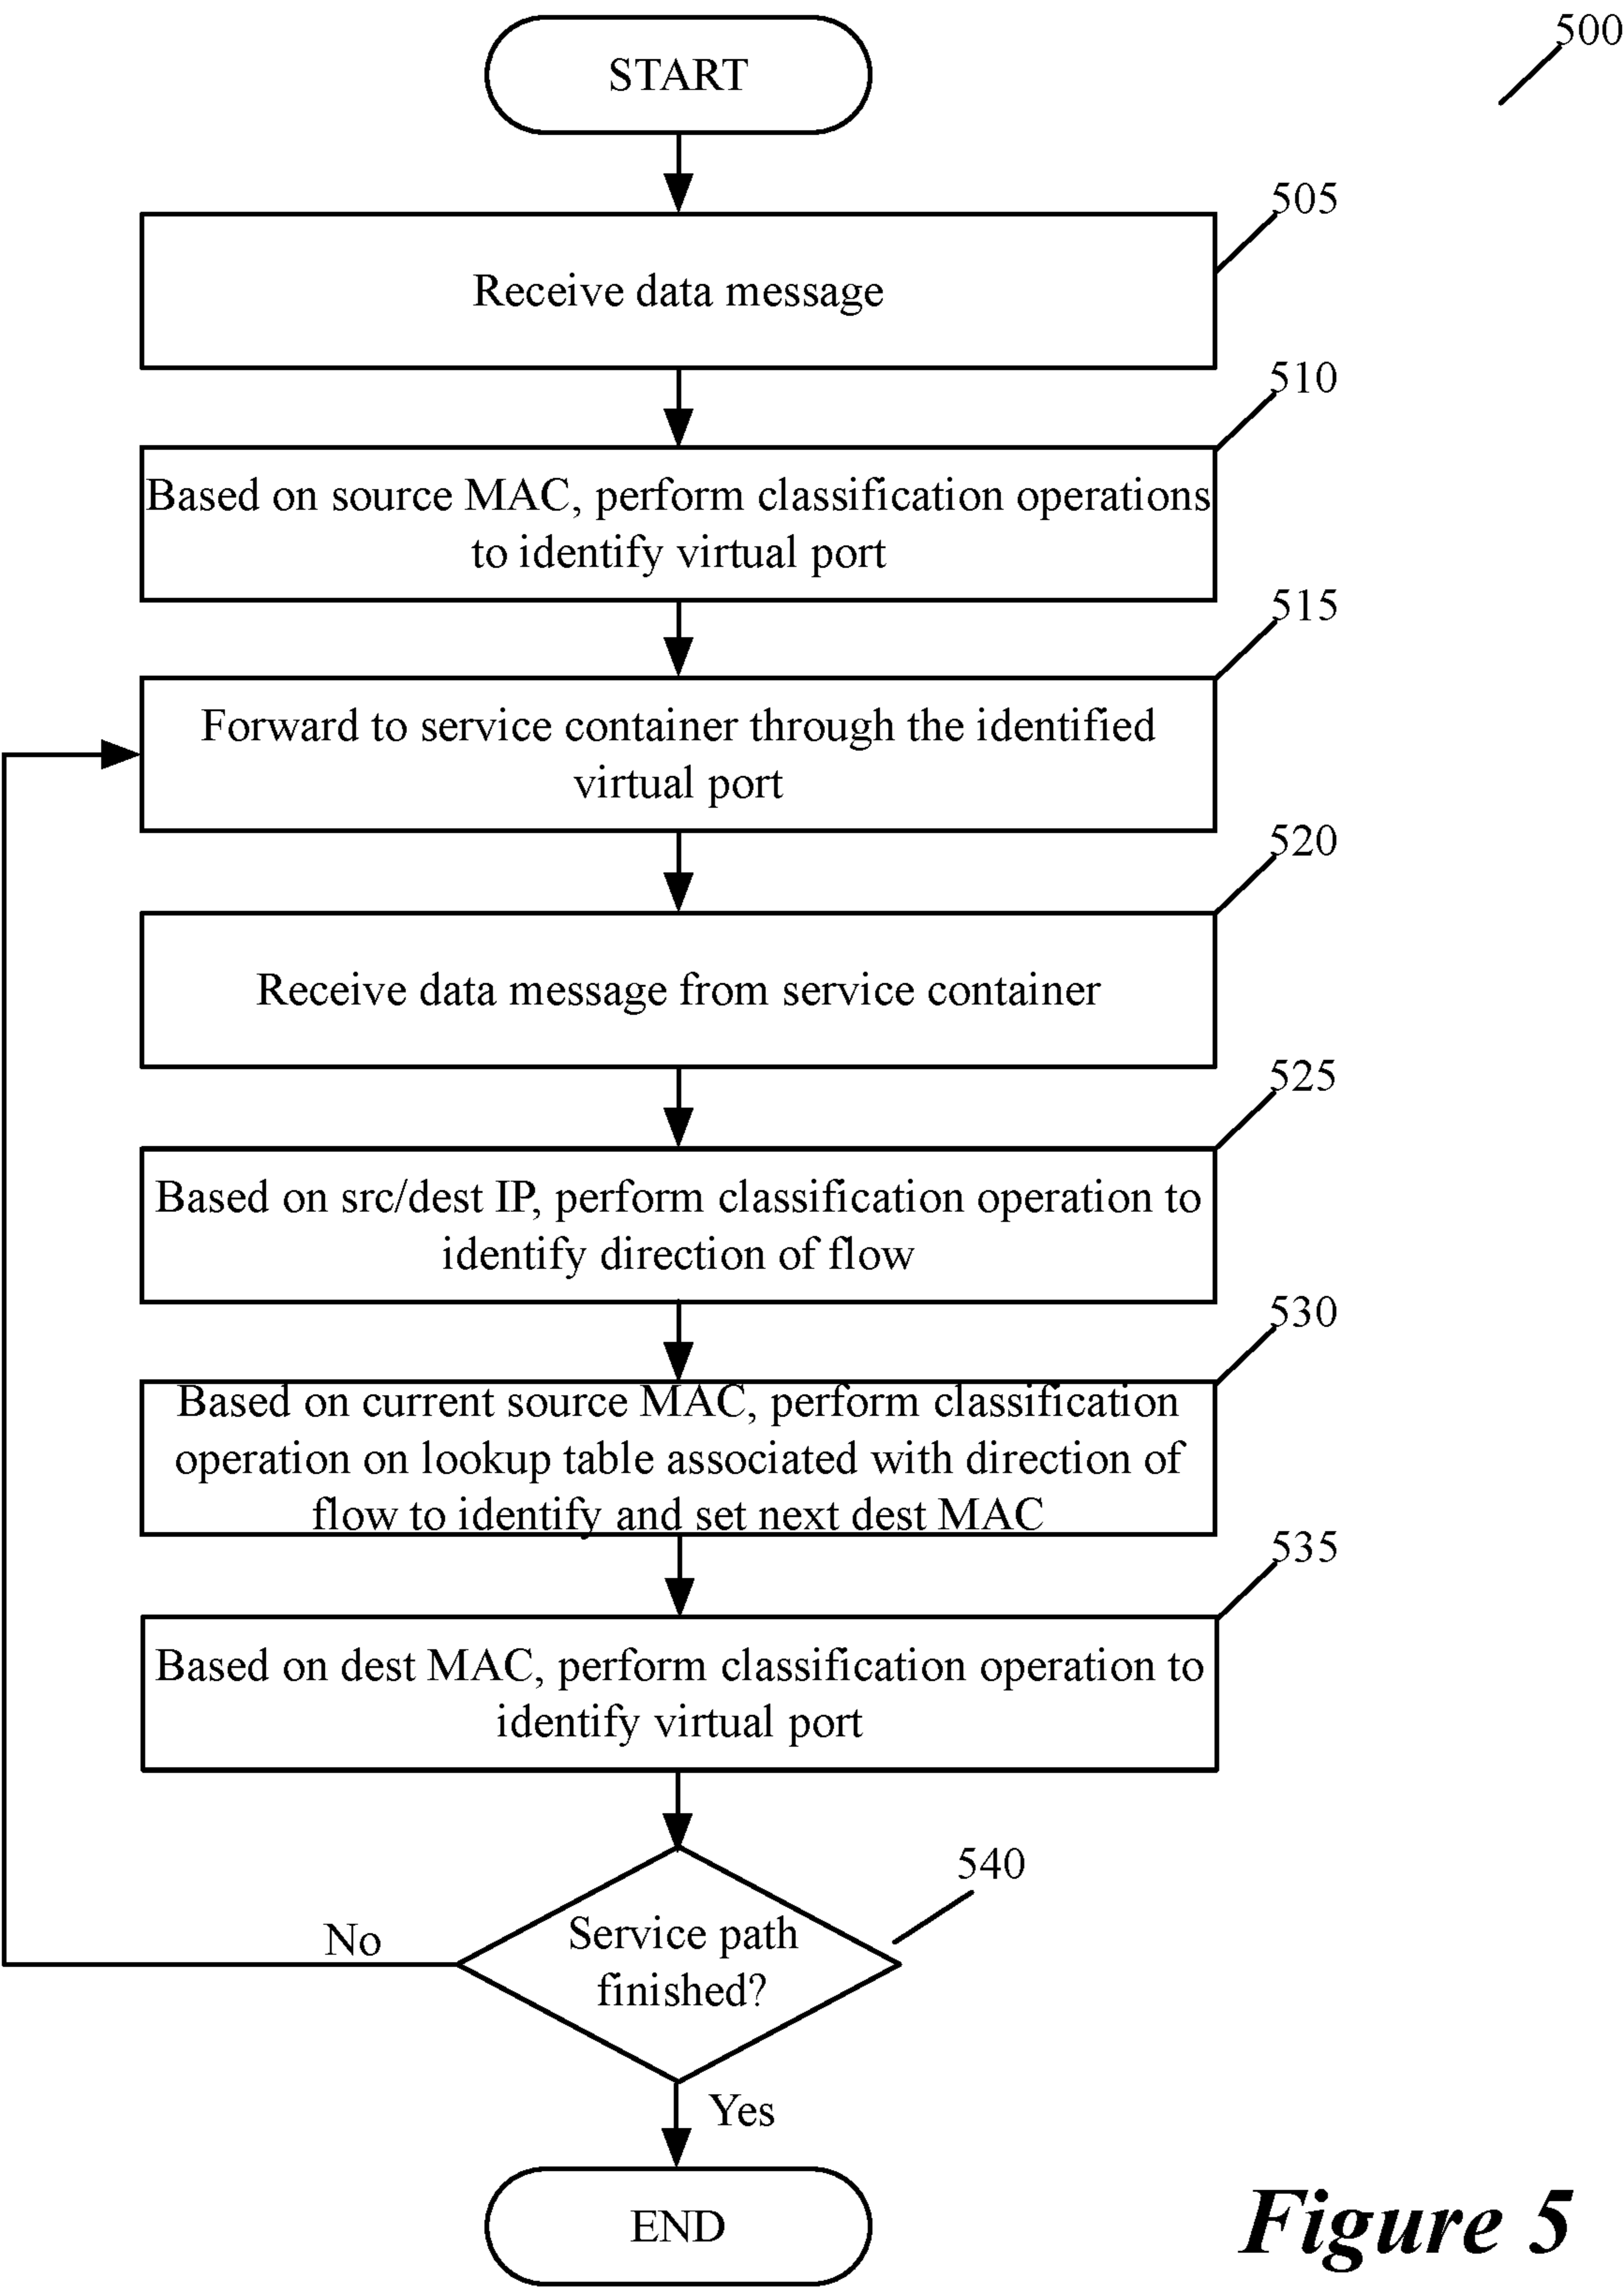 500
START
505
Receive data message
510
Based on source MAC, perform classification operations
to identify virtual port
515
Forward to service container through the identified
virtual port
520
Receive data message from service container
525
Based on src/dest IP, perform classification operation to
identify direction of flow
530
Based on current source MAC, perform classification
operation on lookup table associated with direction of
flow to identify and set next dest MAC
535
Based on dest MAC, perform classification operation to
identify virtual port
540
Service path
finished?
No
Yes
END
Figure 5